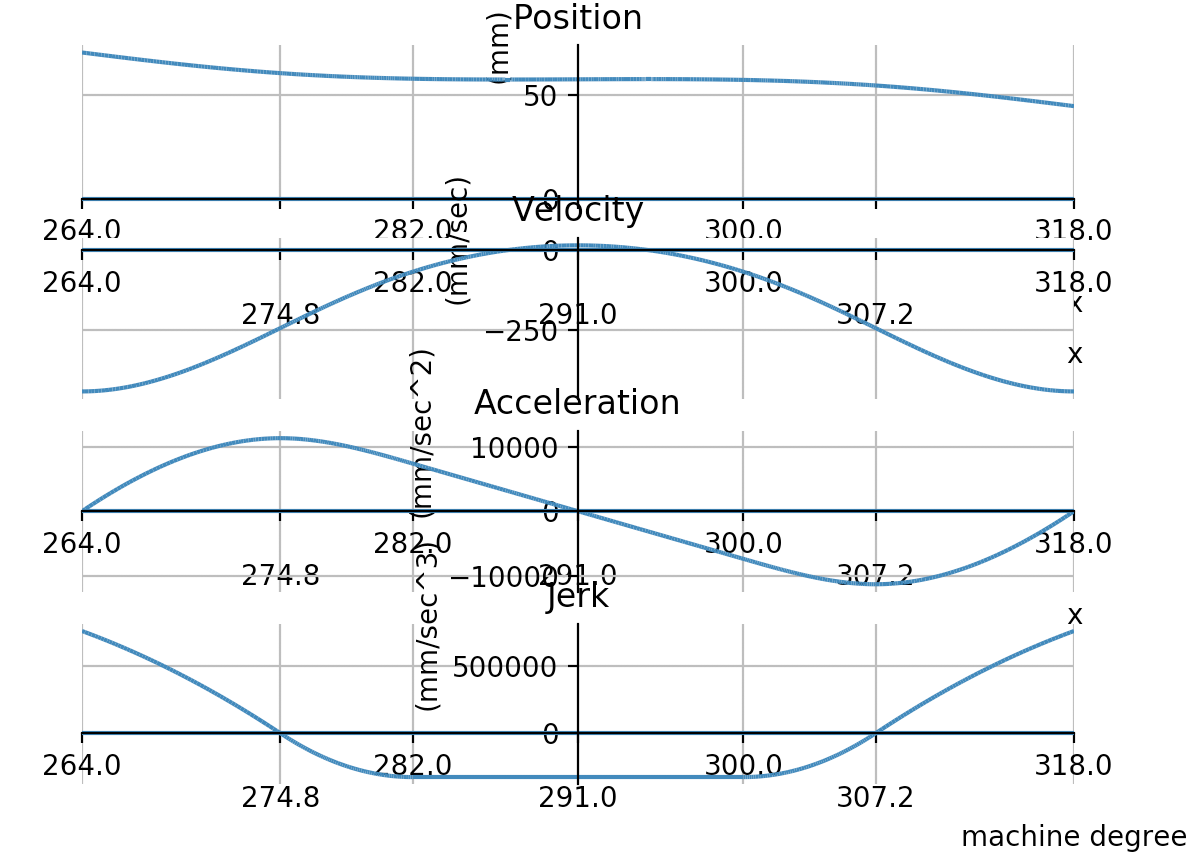 Position
(mm)
50
0
264.0 282.0 300.0 318.0
Velocity
(mm/sec)
0
264.0 282.0 300.0 318.0
x
274.8 291.0 307.2
−250
x
Acceleration
(mm/sec^2)
10000
0
264.0 282.0 300.0 318.0
274.8 291.0 307.2
−10000
Jerk
(mm/sec^3)
x
500000
0
264.0 282.0 300.0 318.0
274.8 291.0 307.2
machine degree